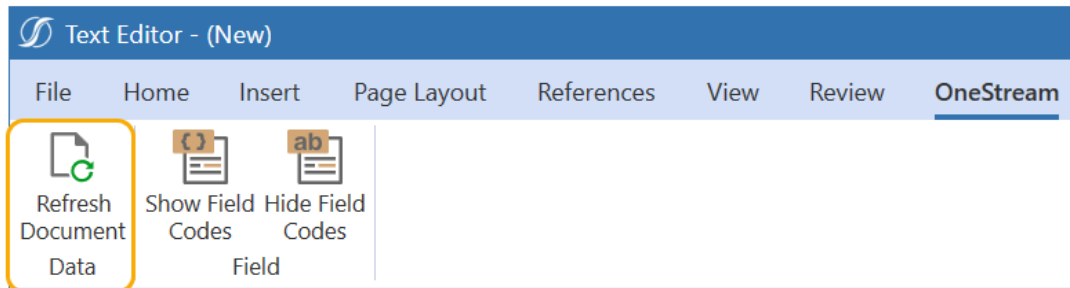 Text Editor - (New)
File Home Insert Page Layout References View Review OneStream
{ } ab
Refresh Show Field Hide Field
Document Codes Codes
Data Field